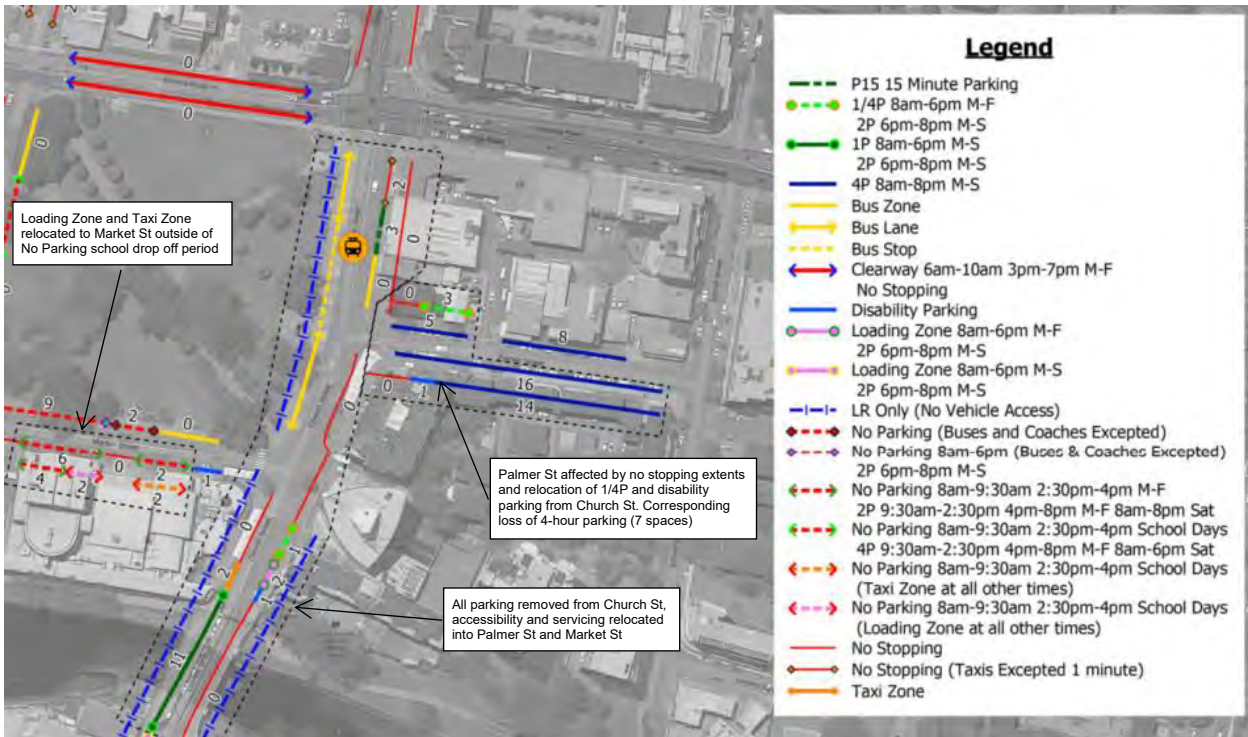 Loading Zone and Taxi Zone
relocated to Market St outside of
No Parking school drop off period
Palmer St affected by no stopping extents
and relocation of 1/4P and disability
parking from Church St. Corresponding
loss of 4-hour parking (7 spaces)
All parking removed from Church St,
accessibility and servicing relocated
into Palmer St and Market St
0
0
0
2
3
0
0
0
3
5
8
16
14
0
1
0
9
2
0
6
0
2
1
4
2
2
0
2
1
2
1
11
0
Legend
P15 15 Minute Parking
1/4P 8am-6pm M-F
2P 6pm-8pm M-S
1P 8am-6pm M-S
2P 6pm-8pm M-S
4P 8am-8pm M-S
Bus Zone
Bus Lane
Bus Stop
Clearway 6am-10am 3pm-7pm M-F
No Stopping
Disability Parking
Loading Zone 8am-6pm M-F
2P 6pm-8pm M-S
Loading Zone 8am-6pm M-S
2P 6pm-8pm M-S
LR Only (No Vehicle Access)
No Parking (Buses and Coaches Excepted)
No Parking 8am-6pm (Buses & Coaches Excepted)
2P 6pm-8pm M-S
No Parking 8am-9:30am 2:30pm-4pm M-F
2P 9:30am-2:30pm 4pm-8pm M-F 8am-8pm Sat
No Parking 8am-9:30am 2:30pm-4pm School Days
4P 9:30am-2:30pm 4pm-8pm M-F 8am-6pm Sat
No Parking 8am-9:30am 2:30pm-4pm School Days
(Taxi Zone at all other times)
No Parking 8am-9:30am 2:30pm-4pm School Days
(Loading Zone at all other times)
No Stopping
No Stopping (Taxis Excepted 1 minute)
Taxi Zone